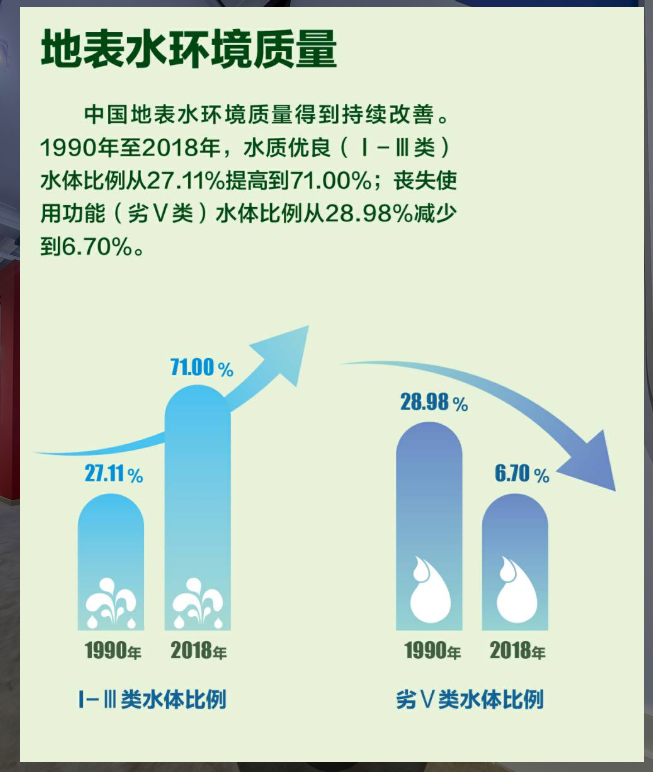 地表水环境质量
中国地表水环境质量得到持续改善。
1990年至2018年，水质优良（Ⅰ-Ⅲ类）
水体比例从27.11%提高到71.00%；丧失使
用功能（劣Ⅴ类）水体比例从28.98%减少
到6.70%。
71.00%
27.11%
1990年 2018年
Ⅰ-Ⅲ类水体比例
28.98%
6.70%
1990年 2018年
劣Ⅴ类水体比例